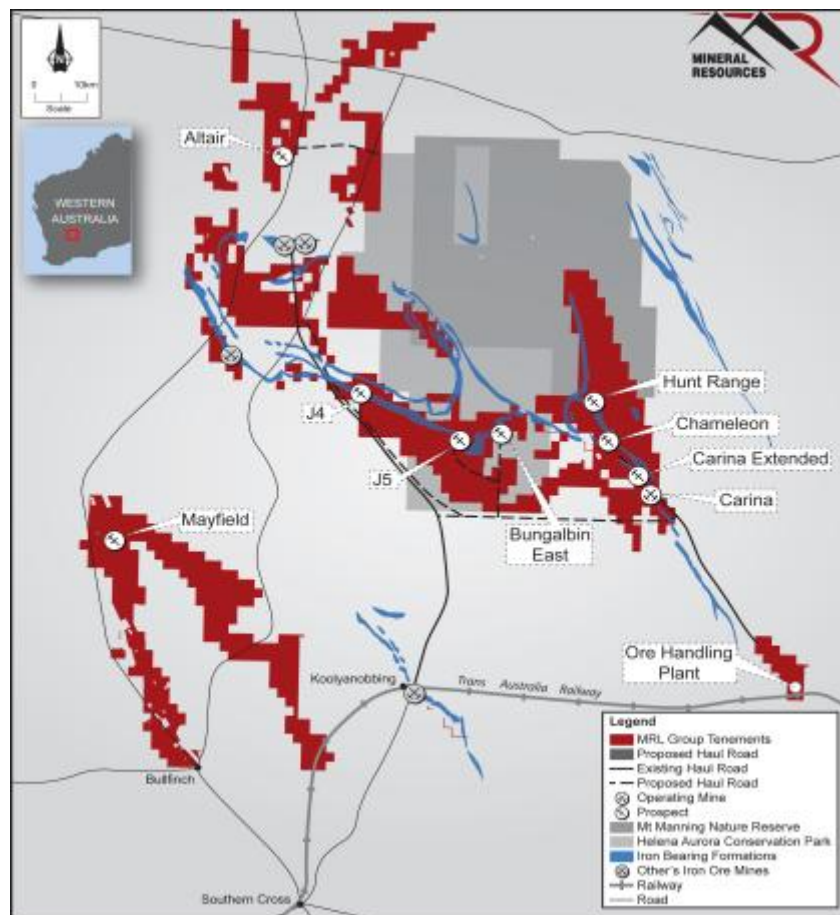 N
0 10km
Scale
MINERAL
RESOURCES
Altair
WESTERN
AUSTRALIA
Hunt Range
J4
Chameleon
Carina Extended
J5
Carina
Mayfield
Bungalbin
East
Ore Handling
Plant
Koolyanobbing
Trans Australia Railway
Bullfinch
Southern Cross
Legend
MRL Group Tenements
Proposed Haul Road
Existing Haul Road
Proposed Haul Road
Operating Mine
Prospect
Mt Manning Nature Reserve
Helena Aurora Conservation Park
Iron Bearing Formations
Other's Iron Ore Mines
Railway
Road